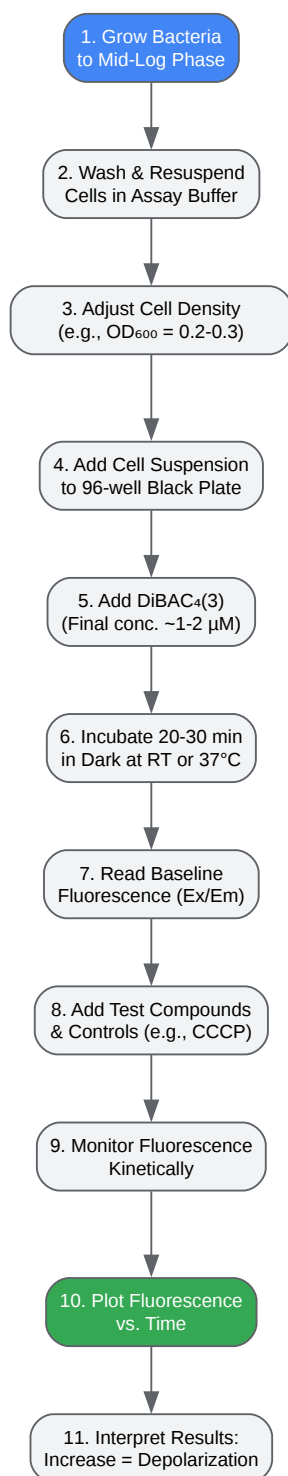 1. Grow Bacteria
to Mid-Log Phase
2. Wash & Resuspend
Cells in Assay Buffer
3. Adjust Cell Density
(e.g., OD₆₀₀ = 0.2-0.3)
4. Add Cell Suspension
to 96-well Black Plate
5. Add DiBAC₄(3)
(Final conc. ~1-2 µM)
6. Incubate 20-30 min
in Dark at RT or 37°C
7. Read Baseline
Fluorescence (Ex/Em)
8. Add Test Compounds
& Controls (e.g., CCCP)
9. Monitor Fluorescence
Kinetically
10. Plot Fluorescence
vs. Time
11. Interpret Results:
Increase = Depolarization